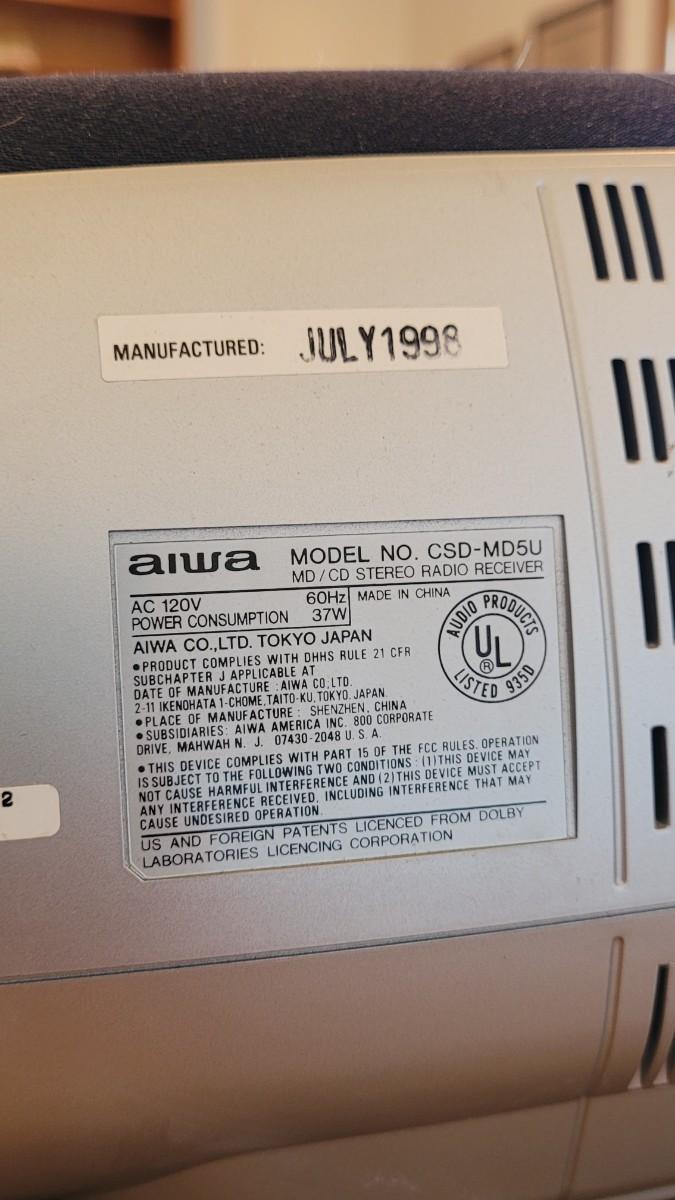 MANUFACTURED: JULY 1998
aiwa MODEL NO. CSD-MD5U
MD/CD STEREO RADIO RECEIVER
AC 120V 60Hz MADE IN CHINA
POWER CONSUMPTION 37W
AIWA CO.,LTD. TOKYO JAPAN
AUDIO PRODUCTS
UL
®
LISTED 935D
•PRODUCT COMPLIES WITH DHHS RULE 21 CFR
SUBCHAPTER J APPLICABLE AT
DATE OF MANUFACTURE : AIWA CO;LTD.
2-11 IKENOHATA 1-CHOME,TAITO-KU,TOKYO.JAPAN.
•PLACE OF MANUFACTURE : SHENZHEN, CHINA
•SUBSIDIARIES: AIWA AMERICA INC. 800 CORPORATE
DRIVE, MAHWAH N. J. 07430-2048 U. S. A.
•THIS DEVICE COMPLIES WITH PART 15 OF THE FCC RULES. OPERATION
IS SUBJECT TO THE FOLLOWING TWO CONDITIONS : (1)THIS DEVICE MAY
NOT CAUSE HARMFUL INTERFERENCE AND (2)THIS DEVICE MUST ACCEPT
ANY INTERFERENCE RECEIVED, INCLUDING INTERFERENCE THAT MAY
CAUSE UNDESIRED OPERATION.
US AND FOREIGN PATENTS LICENCED FROM DOLBY
LABORATORIES LICENCING CORPORATION
2